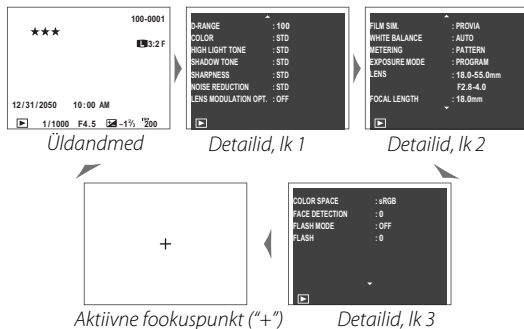 100-0001
★★★
L 3:2 F
12/31/2050 10:00 AM
1/1000 F4.5 -1⅔ ISO 200
Üldandmed
D-RANGE : 100
COLOR : STD
HIGH LIGHT TONE : STD
SHADOW TONE : STD
SHARPNESS : STD
NOISE REDUCTION : STD
LENS MODULATION OPT. : OFF
Detailid, lk 1
FILM SIM. : PROVIA
WHITE BALANCE : AUTO
METERING : PATTERN
EXPOSURE MODE : PROGRAM
LENS : 18.0-55.0mm
F2.8-4.0
FOCAL LENGTH : 18.0mm
Detailid, lk 2
COLOR SPACE : sRGB
FACE DETECTION : 0
FLASH MODE : OFF
FLASH : 0
Detailid, lk 3
+
Aktiivne fookuspunkt (“+”)